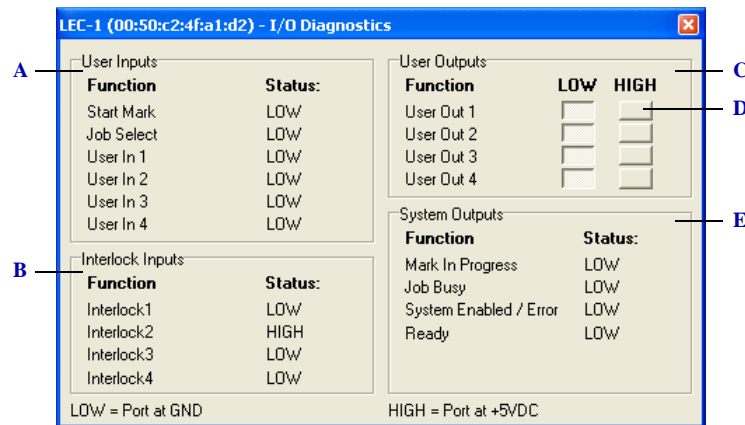 LEC-1 (00:50:c2:4f:a1:d2) - I/O Diagnostics
A
User Inputs
Function Status:
Start Mark LOW
Job Select LOW
User In 1 LOW
User In 2 LOW
User In 3 LOW
User In 4 LOW
B
Interlock Inputs
Function Status:
Interlock1 LOW
Interlock2 HIGH
Interlock3 LOW
Interlock4 LOW
LOW = Port at GND
User Outputs
C
Function LOW HIGH
User Out 1
D
User Out 2
User Out 3
User Out 4
System Outputs
E
Function Status:
Mark In Progress LOW
Job Busy LOW
System Enabled / Error LOW
Ready LOW
HIGH = Port at +5VDC